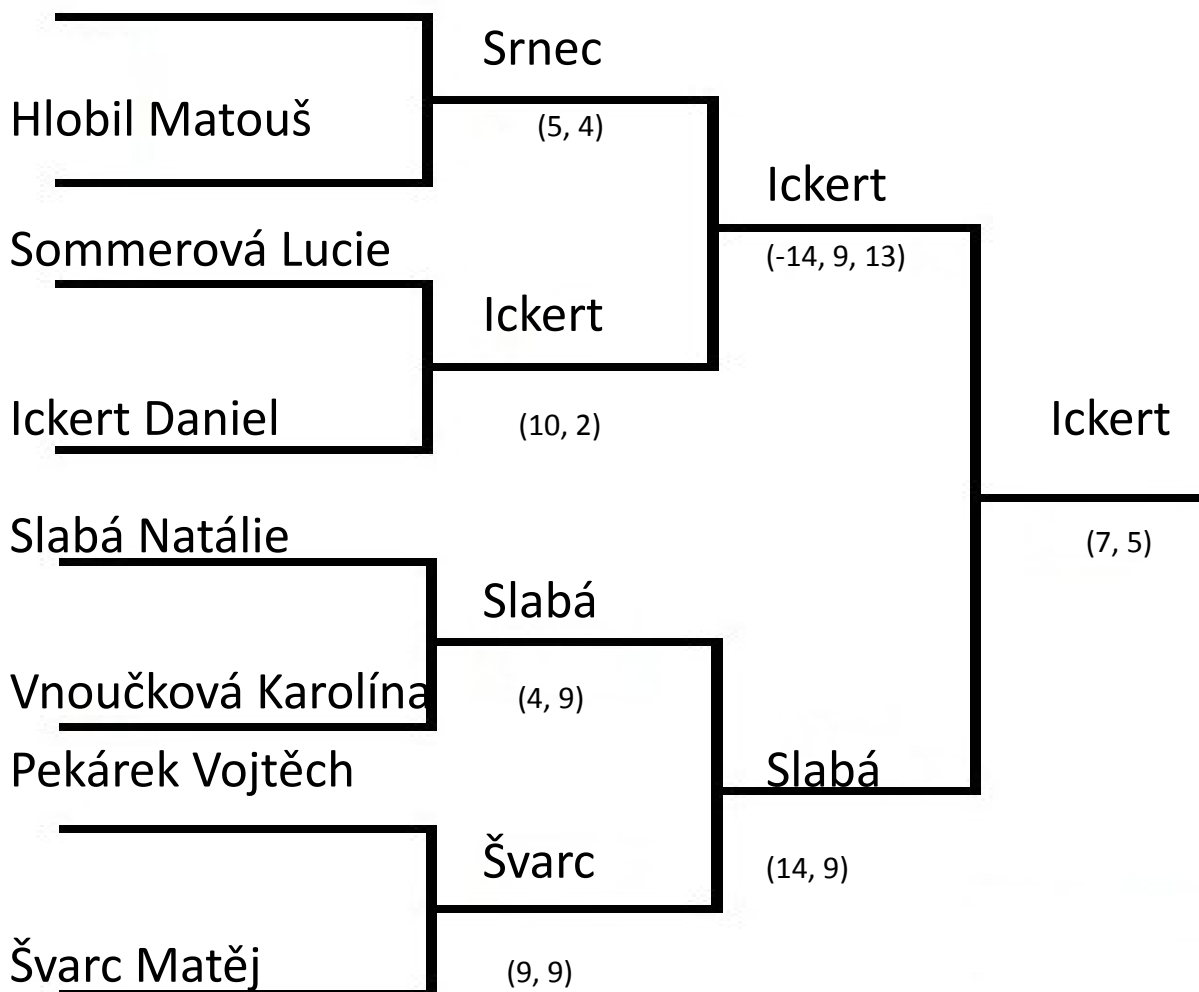 Srnec
Hlobil Matouš
(5, 4)
Ickert
Sommerová Lucie
(-14, 9, 13)
Ickert
Ickert Daniel
(10, 2)
Ickert
Slabá Natálie
(7, 5)
Slabá
Vnoučková Karolína
(4, 9)
Pekárek Vojtěch
Slabá
Švarc
(14, 9)
Švarc Matěj
(9, 9)